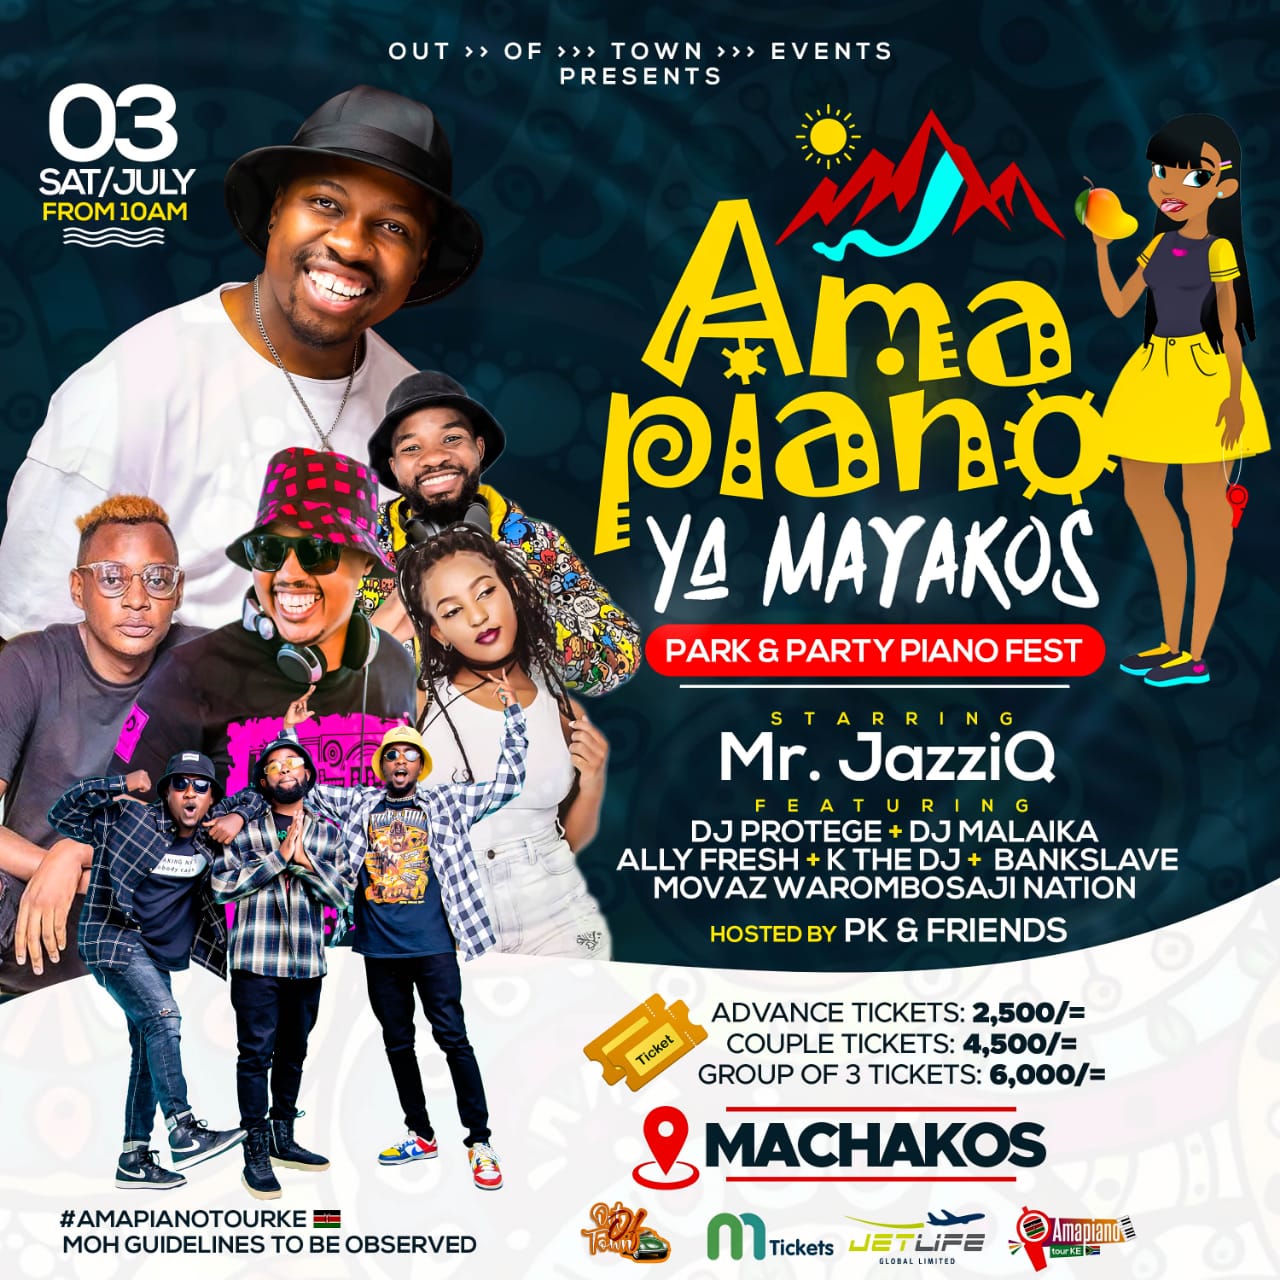 OUT >> OF >>> TOWN >>> EVENTS
PRESENTS
03
SAT/JULY
FROM 10AM
Ama
piano
YA MAYAKOS
PARK & PARTY PIANO FEST
STARRING
Mr. JazziQ
FEATURING
DJ PROTEGE + DJ MALAIKA
ALLY FRESH + K THE DJ + BANKSLAVE
MOVAZ WAROMBOSAJI NATION
HOSTED BY PK & FRIENDS
Ticket
ADVANCE TICKETS: 2,500/=
COUPLE TICKETS: 4,500/=
GROUP OF 3 TICKETS: 6,000/=
MACHAKOS
#AMAPIANOTOURKE
MOH GUIDELINES TO BE OBSERVED
Out Of Town
m Tickets
JETLIFE
GLOBAL LIMITED
Amapiano
tour KE